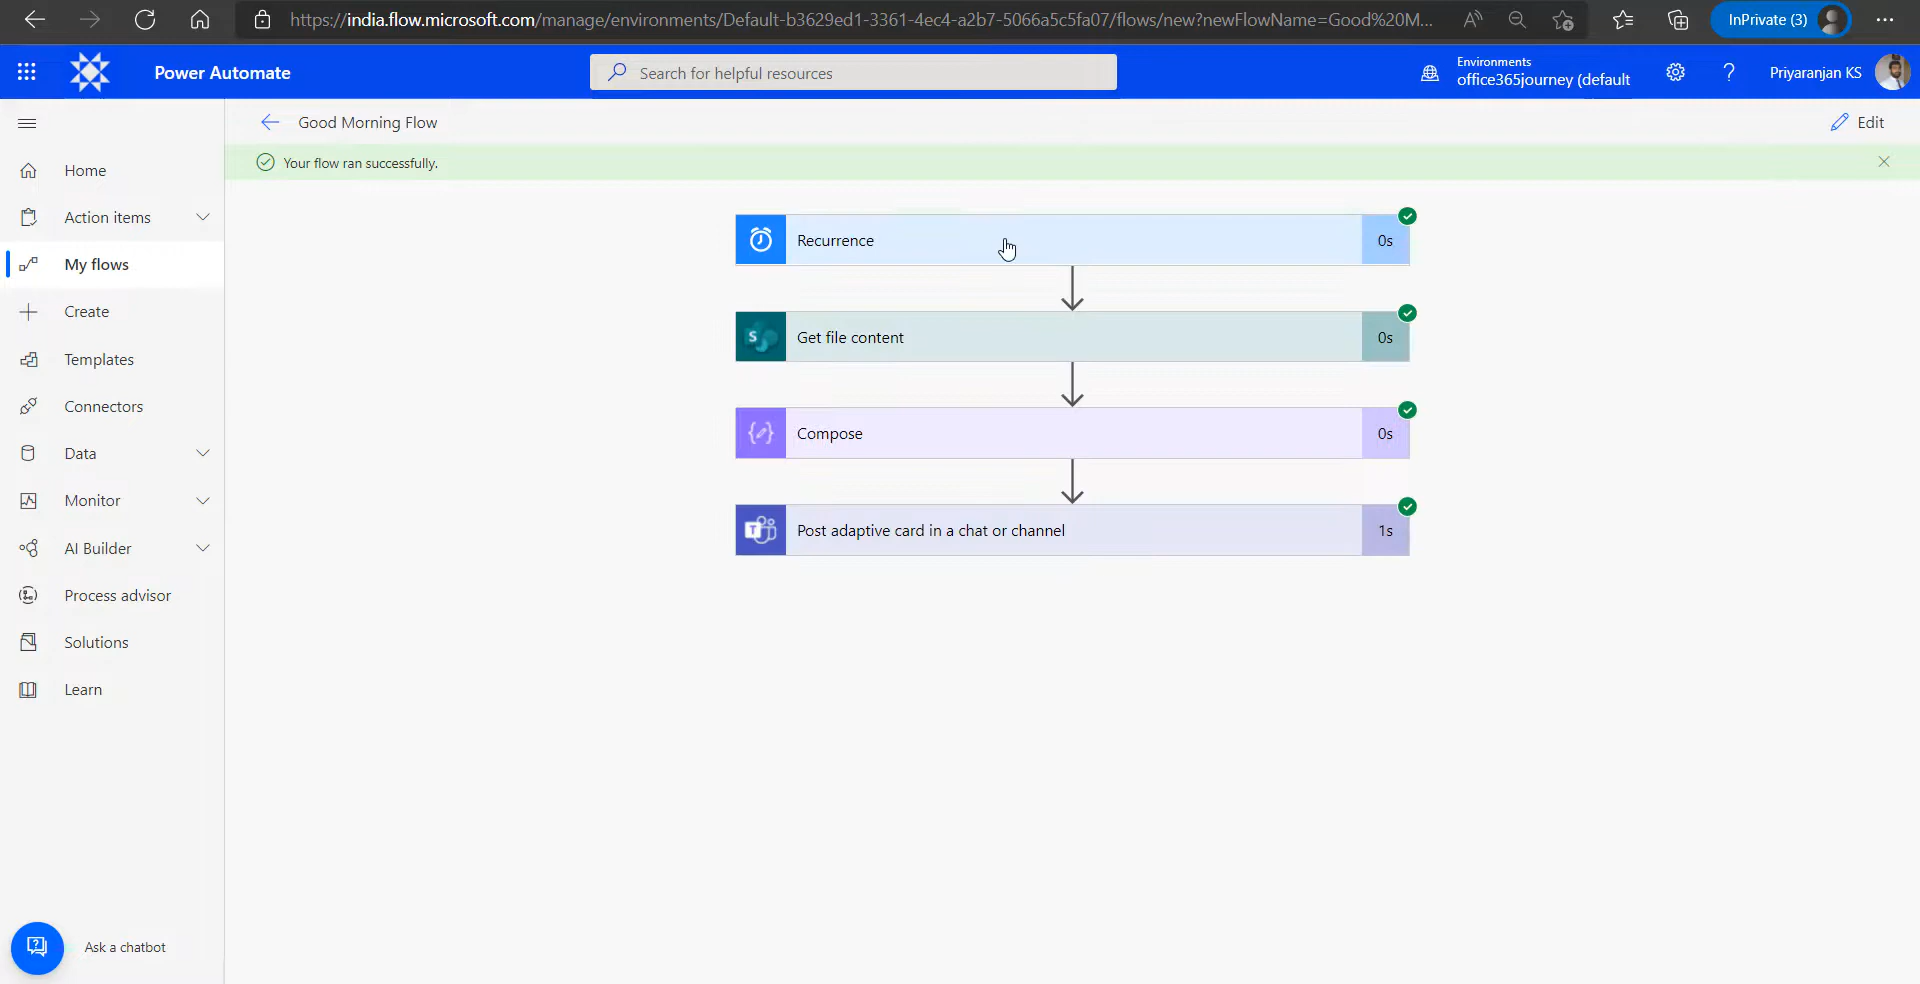 https://india.flow.microsoft.com/manage/environments/Default-b3629ed1-3361-4ec4-a2b7-5066a5c5fa07/flows/new?newFlowName=Good%20M...
InPrivate (3)
Power Automate
Search for helpful resources
Environments
office365journey (default
Priyaranjan KS
Good Morning Flow
Edit
Your flow ran successfully.
Home
Action items
My flows
Create
Templates
Connectors
Data
Monitor
AI Builder
Process advisor
Solutions
Learn
Ask a chatbot
Recurrence
0s
Get file content
0s
Compose
0s
Post adaptive card in a chat or channel
1s